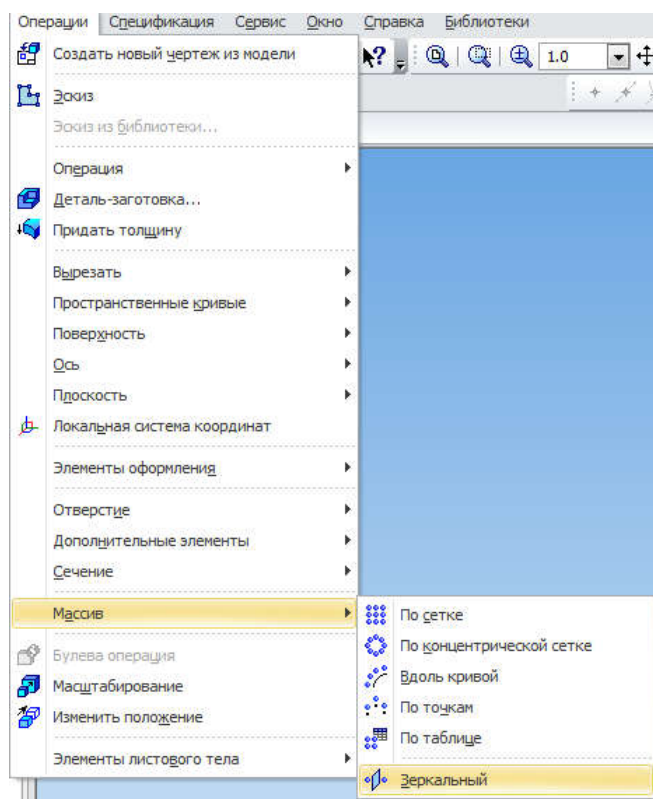 Операции Спецификация Сервис Окно Справка Библиотеки
Создать новый чертеж из модели
1.0
Эскиз
Эскиз из библиотеки...
Операция
Деталь-заготовка...
Придать толщину
Вырезать
Пространственные кривые
Поверхность
Ось
Плоскость
Локальная система координат
Элементы оформления
Отверстие
Дополнительные элементы
Сечение
Массив
По сетке
Булева операция
По концентрической сетке
Масштабирование
Вдоль кривой
Изменить положение
По точкам
По таблице
Элементы листового тела
Зеркальный